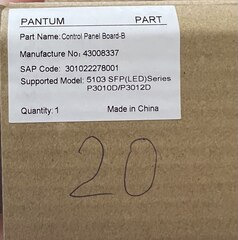 PANTUM PART
Part Name: Control Panel Board-B
Manufacture No: 43008337
SAP Code: 301022278001
Supported Model: 5103 SFP(LED)Series
P3010D/P3012D
Quantity: 1 Made in China
20